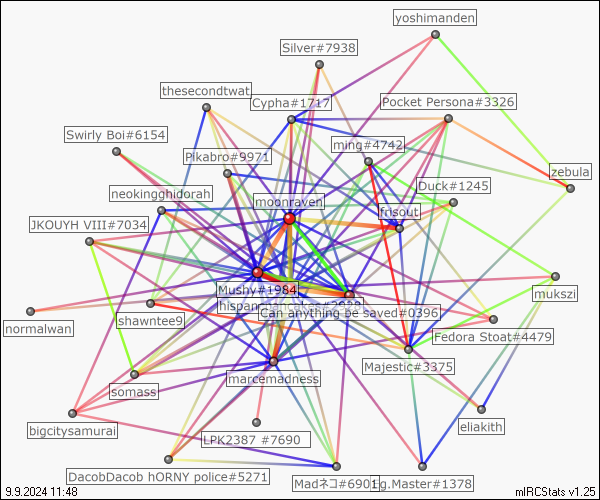 yoshimanden
Silver#7938
thesecondtwat
Cypha#1717
Pocket Persona#3326
Swirly Boi#6154
ming#4742
Pikabro#9971
zebula
Duck#1245
neokingghidorah
moonraven
frisout
JKOUYH VIII#7034
Mushy#1984
mukszi
Can anything be saved#0396
shawntee9
normalwan
Fedora Stoat#4479
Majestic#3375
marcemadness
somass
eliakith
bigcitysamurai
LPK2387 #7690
DacobDacob hORNY police#5271
Madネコ#6901
g.Master#1378
9.9.2024 11:48
mIRCStats v1.25